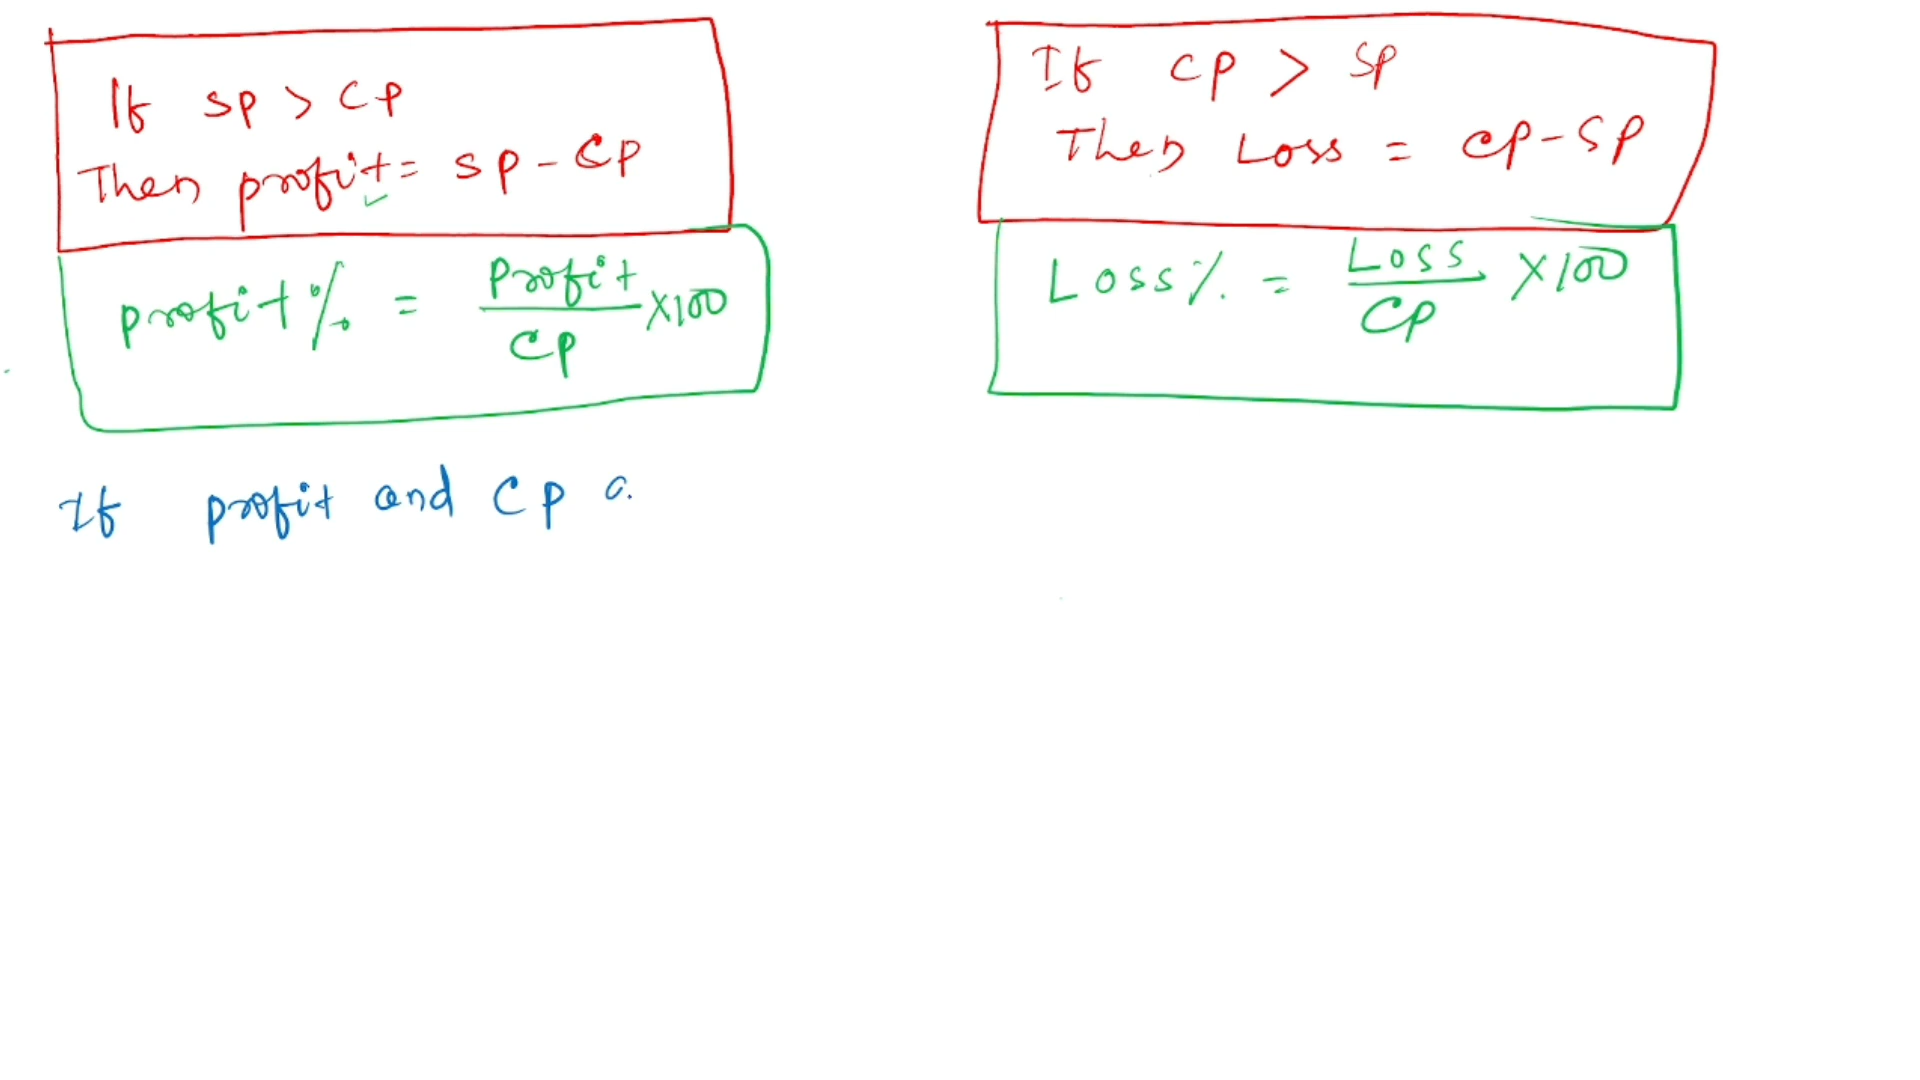 If SP > CP
Then profit = SP - CP
profit % = Profit / CP X100
If CP > SP
Then Loss = CP - SP
Loss % = Loss / CP X100
If profit and CP a